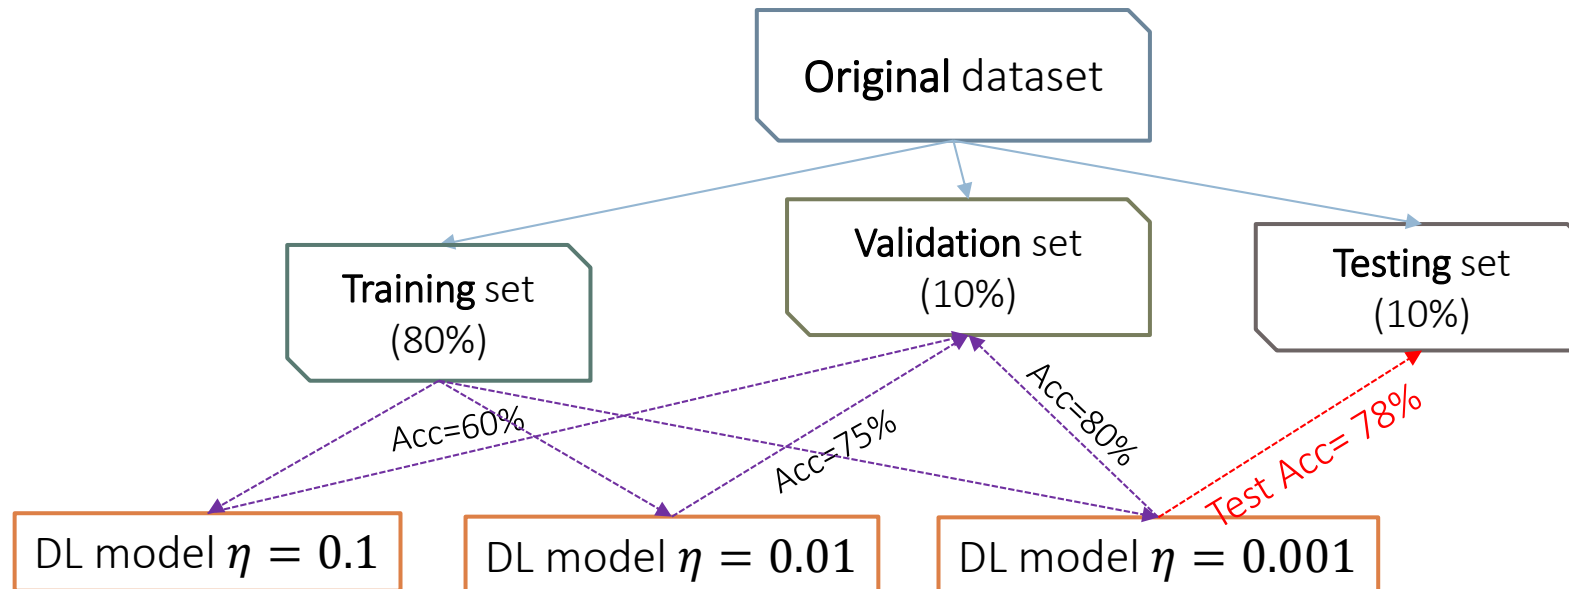 Original dataset
Training set
(80%)
Validation set
(10%)
Testing set
(10%)
Acc=60%
Acc=75%
Acc=80%
Test Acc= 78%
DL model η = 0.1
DL model η = 0.01
DL model η = 0.001